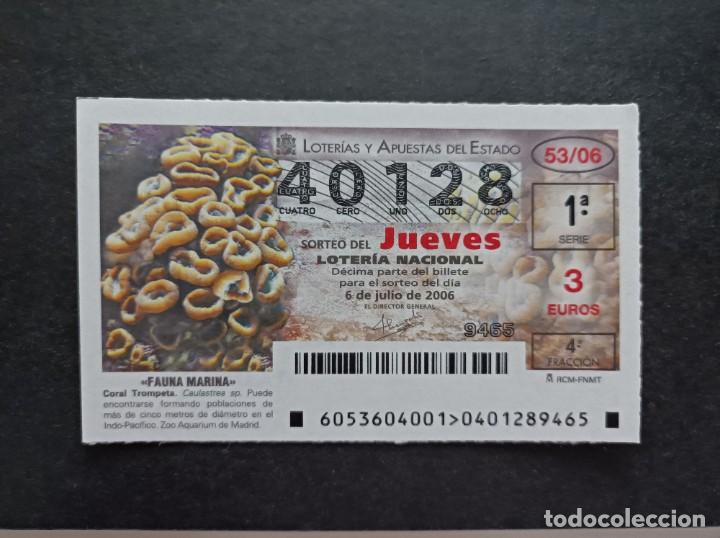 LOTERÍAS Y APUESTAS DEL ESTADO
53/06
40128
CUATRO CERO UNO DOS OCHO
1ª
SERIE
SORTEO DEL Jueves
LOTERÍA NACIONAL
Décima parte del billete
para el sorteo del día
6 de julio de 2006
EL DIRECTOR GENERAL
3
EUROS
9465
4ª
FRACCIÓN
RCM-FNMT
«FAUNA MARINA»
Coral Trompeta. Caulastrea sp. Puede
encontrarse formando poblaciones de
más de cinco metros de diámetro en el
Indo-Pacífico. Zoo Aquarium de Madrid.
6053604001>0401289465
todocoleccion
todocoleccion.net